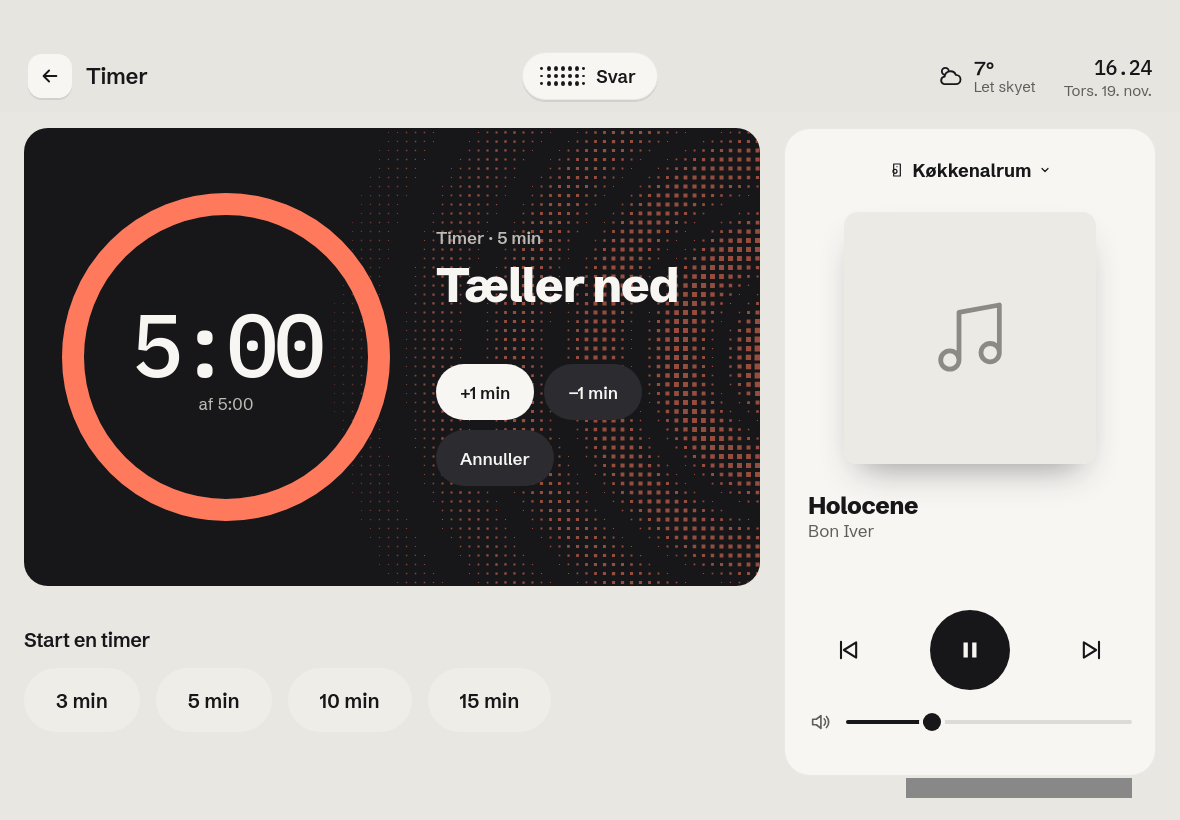 Timer
Svar
7°
Let skyet
16.24
Tors. 19. nov.
Timer · 5 min
Tæller ned
5:00
af 5:00
+1 min
−1 min
Annuller
Start en timer
3 min
5 min
10 min
15 min
Køkkenalrum
Holocene
Bon Iver